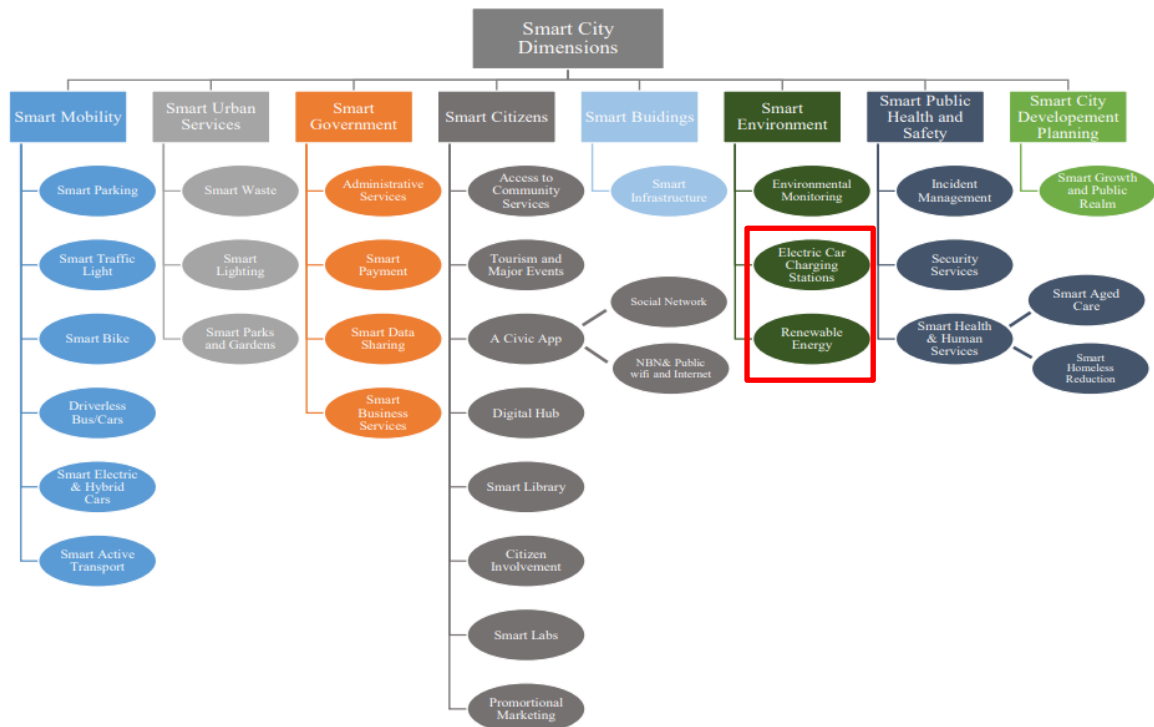 Smart City
Dimensions
Smart Mobility
Smart Urban
Services
Smart
Government
Smart Citizens
Smart Buidings
Smart
Environment
Smart Public
Health and
Safety
Smart City
Developement
Planning
Smart Parking
Smart Traffic
Light
Smart Bike
Driverless
Bus/Cars
Smart Electric
& Hybrid
Cars
Smart Active
Transport
Smart Waste
Smart
Lighting
Smart Parks
and Gardens
Administrative
Services
Smart
Payment
Smart Data
Sharing
Smart
Business
Services
Access to
Community
Services
Tourism and
Major Events
A Civic App
Social Network
NBN& Public
wifi and Internet
Digital Hub
Smart Library
Citizen
Involvement
Smart Labs
Promortional
Marketing
Smart
Infrastructure
Environmental
Monitoring
Electric Car
Charging
Stations
Renewable
Energy
Incident
Management
Security
Services
Smart Health
& Human
Services
Smart Aged
Care
Smart
Homeless
Reduction
Smart Growth
and Public
Realm